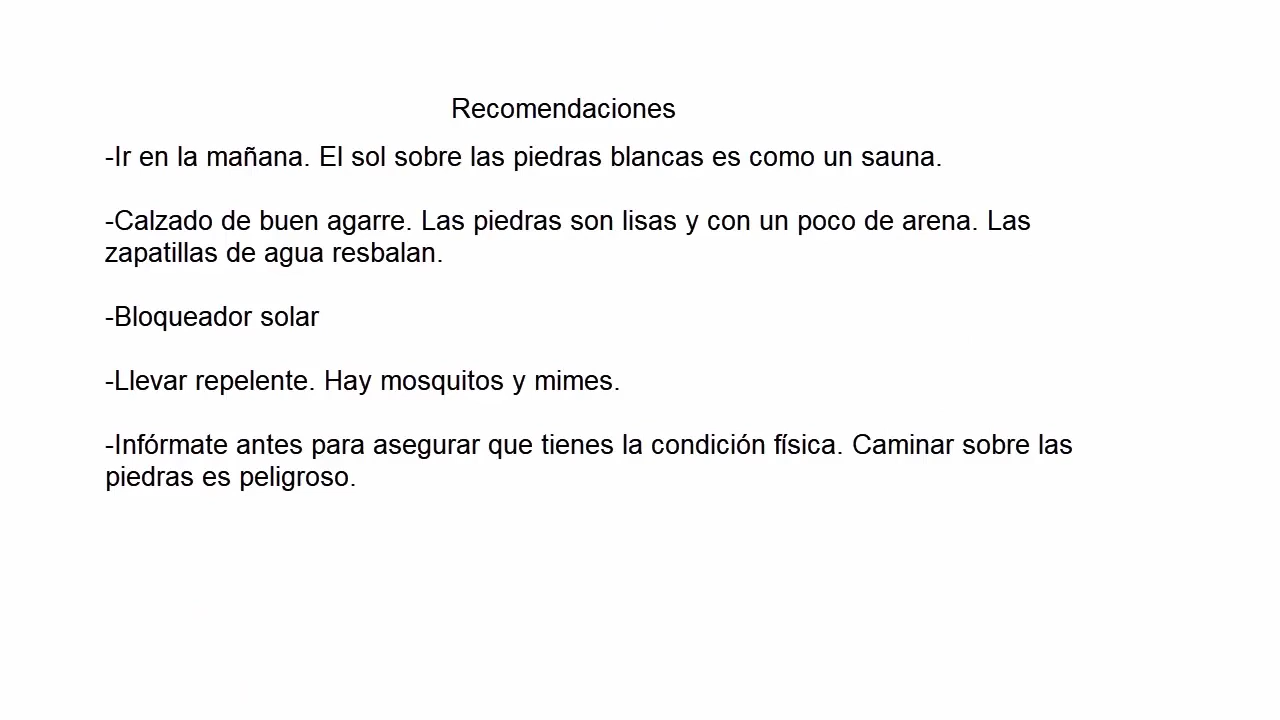 Recomendaciones
-Ir en la mañana. El sol sobre las piedras blancas es como un sauna.
-Calzado de buen agarre. Las piedras son lisas y con un poco de arena. Las
zapatillas de agua resbalan.
-Bloqueador solar
-Llevar repelente. Hay mosquitos y mimes.
-Infórmate antes para asegurar que tienes la condición física. Caminar sobre las
piedras es peligroso.